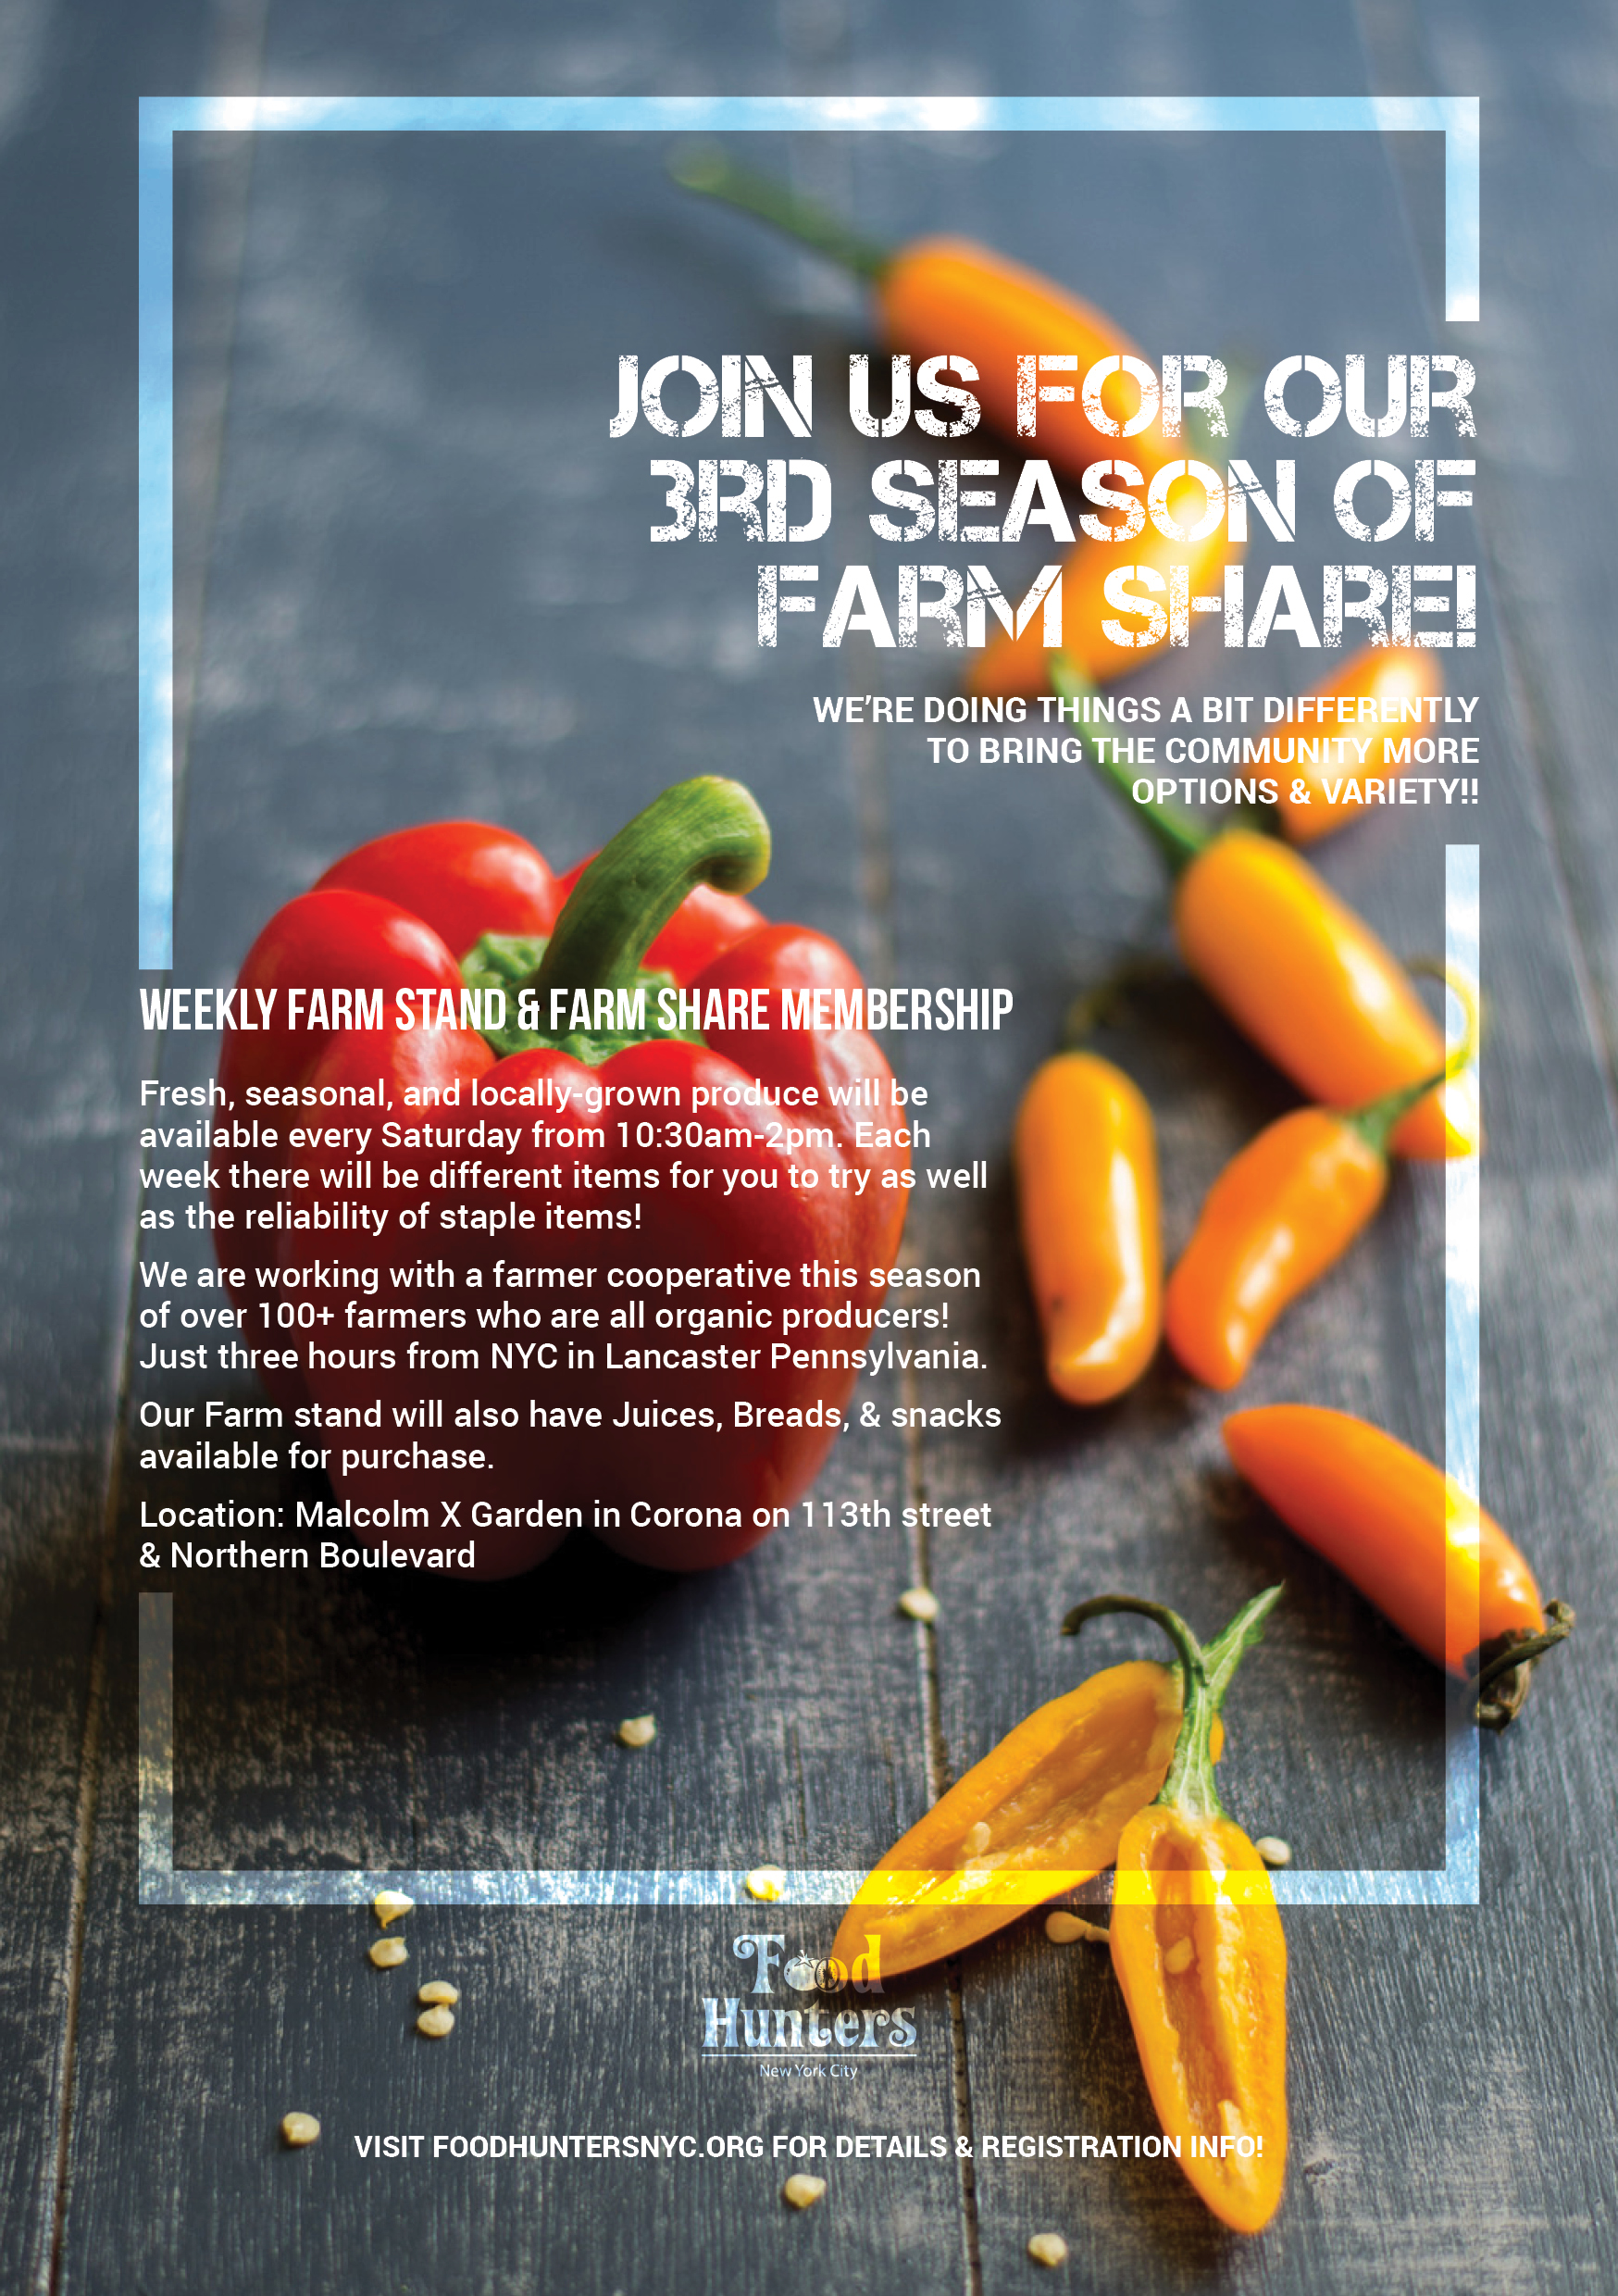 JOIN US FOR OUR
3RD SEASON OF
FARM SHARE!
WE'RE DOING THINGS A BIT DIFFERENTLY
TO BRING THE COMMUNITY MORE
OPTIONS & VARIETY!!
WEEKLY FARM STAND & FARM SHARE MEMBERSHIP
Fresh, seasonal, and locally-grown produce will be
available every Saturday from 10:30am-2pm. Each
week there will be different items for you to try as well
as the reliability of staple items!
We are working with a farmer cooperative this season
of over 100+ farmers who are all organic producers!
Just three hours from NYC in Lancaster Pennsylvania.
Our Farm stand will also have Juices, Breads, & snacks
available for purchase.
Location: Malcolm X Garden in Corona on 113th street
& Northern Boulevard
Food
Hunters
New York City
VISIT FOODHUNTERSNYC.ORG FOR DETAILS & REGISTRATION INFO!